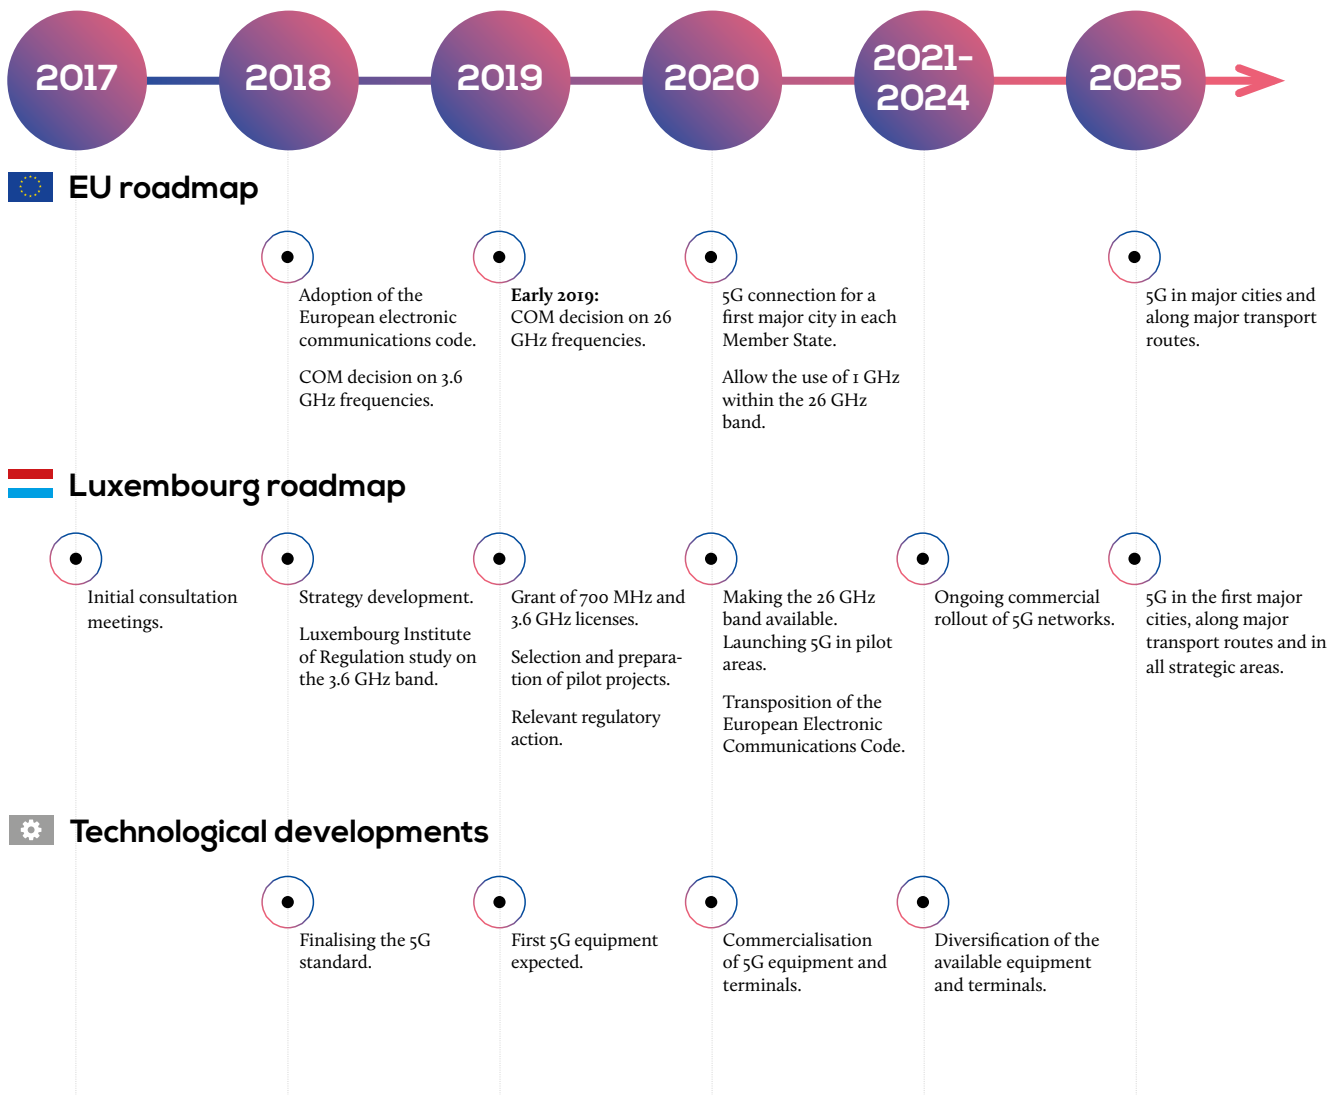 2017
2018
2019
2020
2021-
2024
2025
EU roadmap
Adoption of the
European electronic
communications code.
COM decision on 3.6
GHz frequencies.
Early 2019:
COM decision on 26
GHz frequencies.
5G connection for a
first major city in each
Member State.
Allow the use of 1 GHz
within the 26 GHz
band.
5G in major cities and
along major transport
routes.
Luxembourg roadmap
Initial consultation
meetings.
Strategy development.
Luxembourg Institute
of Regulation study on
the 3.6 GHz band.
Grant of 700 MHz and
3.6 GHz licenses.
Selection and prepara-
tion of pilot projects.
Relevant regulatory
action.
Making the 26 GHz
band available.
Launching 5G in pilot
areas.
Transposition of the
European Electronic
Communications Code.
Ongoing commercial
rollout of 5G networks.
5G in the first major
cities, along major
transport routes and in
all strategic areas.
Technological developments
Finalising the 5G
standard.
First 5G equipment
expected.
Commercialisation
of 5G equipment and
terminals.
Diversification of the
available equipment
and terminals.